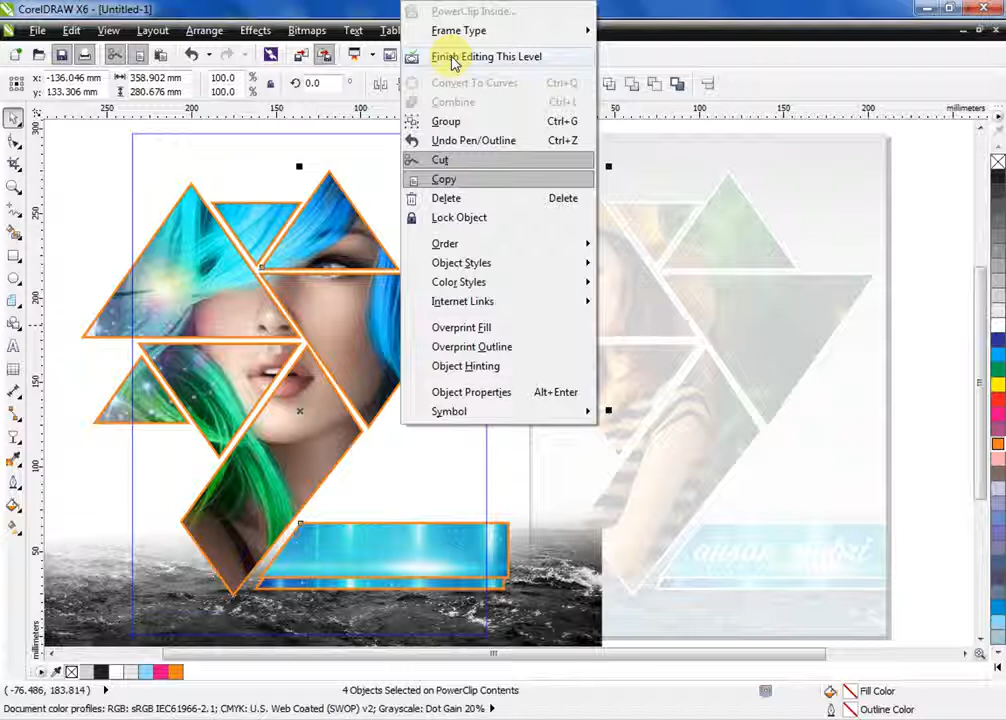 CorelDRAW X6 - [Untitled-1]
File Edit View Layout Arrange Effects Bitmaps Text
x: -136.046 mm 358.902 mm 100.0 % 0.0
y: 133.306 mm 280.676 mm 100.0 %
PowerClip Inside...
Frame Type
Finish Editing This Level
Convert To Curves Ctrl+Q
Combine Ctrl+L
Group Ctrl+G
Undo Pen/Outline Ctrl+Z
Cut
Copy
Delete Delete
Lock Object
Order
Object Styles
Color Styles
Internet Links
Overprint Fill
Overprint Outline
Object Hinting
Object Properties Alt+Enter
Symbol
250 200 150 100 50 50 100 150 200 millimeters
300
250
200
150
100
50
millimeters
(-76.486, 183.814) 4 Objects Selected on PowerClip Contents Fill Color
Document color profiles: RGB: sRGB IEC61966-2.1; CMYK: U.S. Web Coated (SWOP) v2; Grayscale: Dot Gain 20% Outline Color